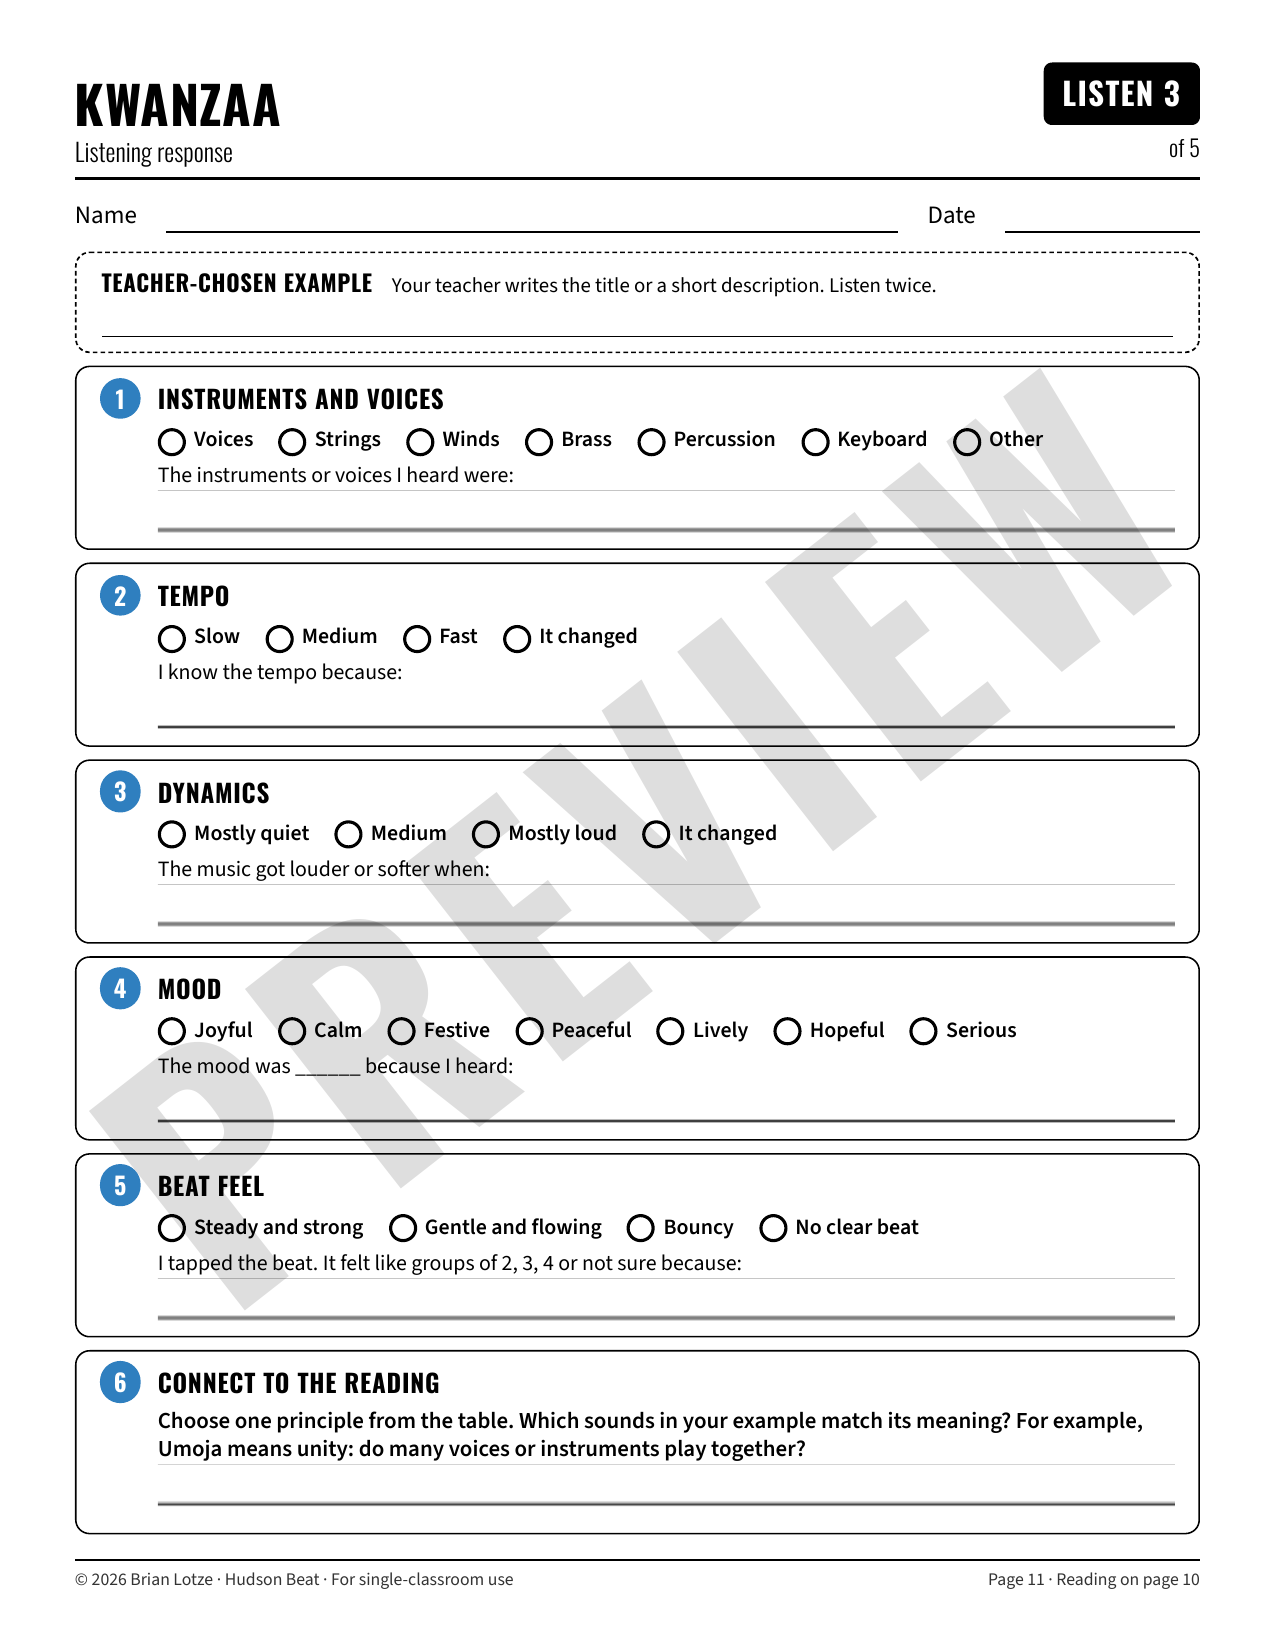 KWANZAA
LISTEN 3
Listening response
of 5
Name
Date
TEACHER-CHOSEN EXAMPLE Your teacher writes the title or a short description. Listen twice.
1 INSTRUMENTS AND VOICES
Voices Strings Winds Brass Percussion Keyboard Other
The instruments or voices I heard were:
2 TEMPO
Slow Medium Fast It changed
I know the tempo because:
3 DYNAMICS
Mostly quiet Medium Mostly loud It changed
The music got louder or softer when:
4 MOOD
Joyful Calm Festive Peaceful Lively Hopeful Serious
The mood was ______ because I heard:
5 BEAT FEEL
Steady and strong Gentle and flowing Bouncy No clear beat
I tapped the beat. It felt like groups of 2, 3, 4 or not sure because:
6 CONNECT TO THE READING
Choose one principle from the table. Which sounds in your example match its meaning? For example,
Umoja means unity: do many voices or instruments play together?
© 2026 Brian Lotze · Hudson Beat · For single-classroom use
Page 11 · Reading on page 10
PREVIEW